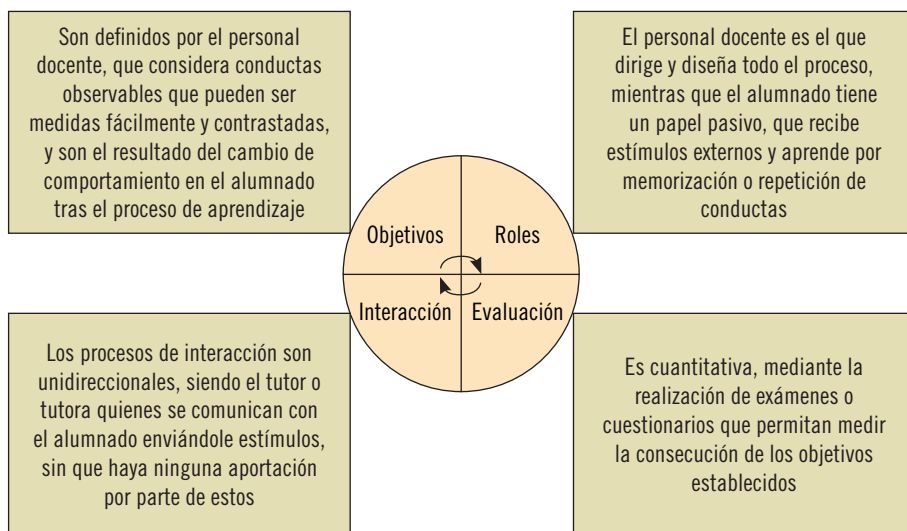 Son definidos por el personal
docente, que considera conductas
observables que pueden ser
medidas fácilmente y contrastadas,
y son el resultado del cambio de
comportamiento en el alumnado
tras el proceso de aprendizaje
El personal docente es el que
dirige y diseña todo el proceso,
mientras que el alumnado tiene
un papel pasivo, que recibe
estímulos externos y aprende por
memorización o repetición de
conductas
Objetivos
Roles
Interacción
Evaluación
Los procesos de interacción son
unidireccionales, siendo el tutor o
tutora quienes se comunican con
el alumnado enviándole estímulos,
sin que haya ninguna aportación
por parte de estos
Es cuantitativa, mediante la
realización de exámenes o
cuestionarios que permitan medir
la consecución de los objetivos
establecidos